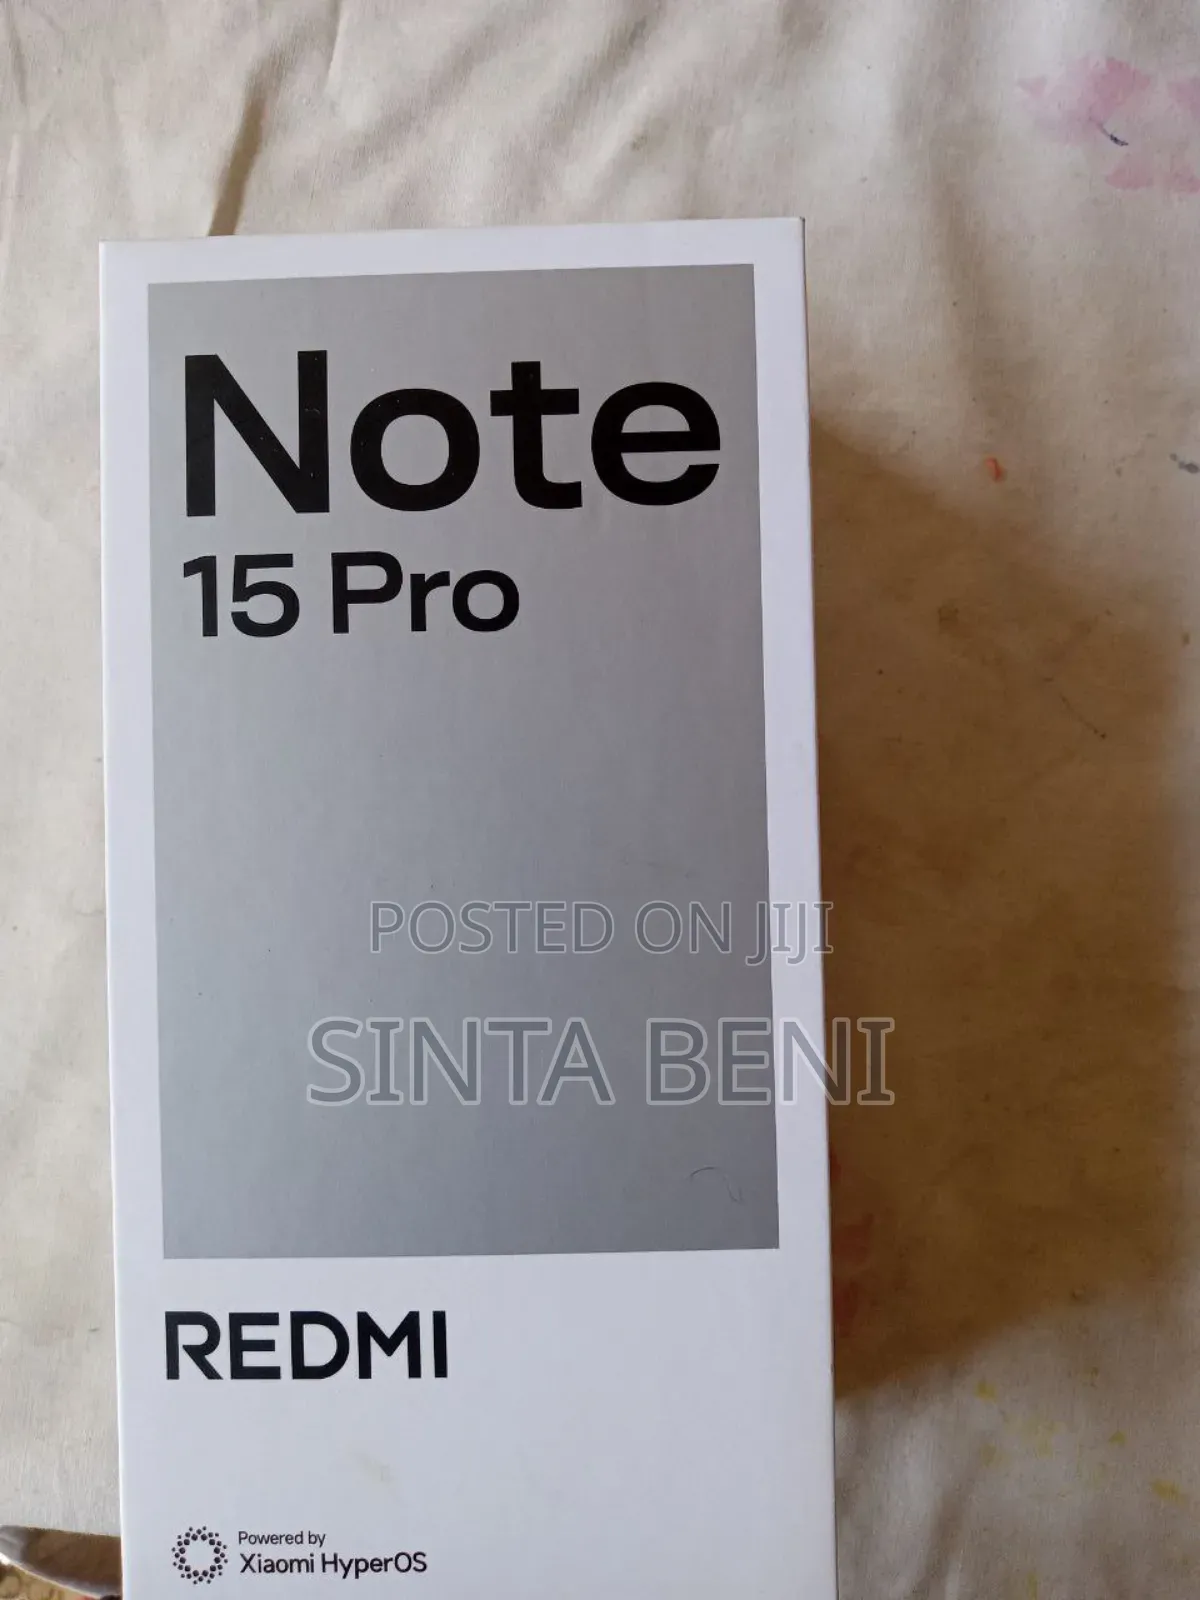 Note
15 Pro
POSTED ON JIJI
SINTA BENI
REDMI
Powered by
Xiaomi HyperOS